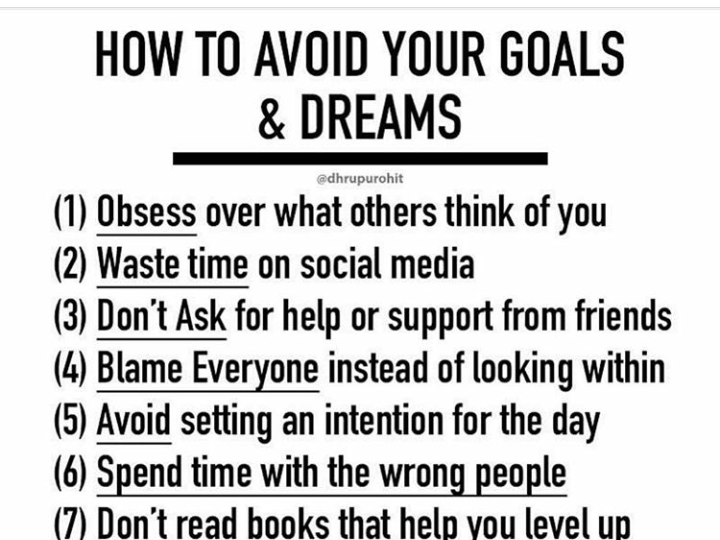 HOW TO AVOID YOUR GOALS
& DREAMS
@dhrupurohit
(1) Obsess over what others think of you
(2) Waste time on social media
(3) Don't Ask for help or support from friends
(4) Blame Everyone instead of looking within
(5) Avoid setting an intention for the day
(6) Spend time with the wrong people
(7) Don't read books that help you level up